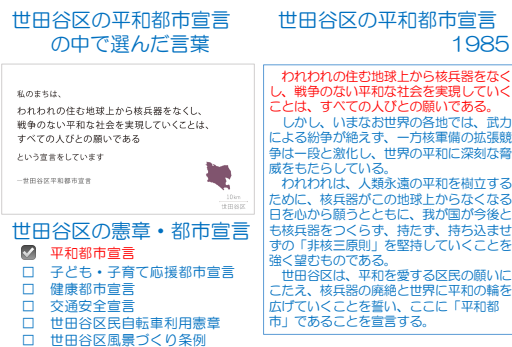 世田谷区の平和都市宣言
の中で選んだ言葉
私のまちは、
われわれの住む地球上から核兵器をなくし、
戦争のない平和な社会を実現していくことは、
すべての人びとの願いである
という宣言をしています
―世田谷区平和都市宣言
10km
世田谷区
世田谷区の憲章・都市宣言
平和都市宣言
□ 子ども・子育て応援都市宣言
□ 健康都市宣言
□ 交通安全宣言
□ 世田谷区民自転車利用憲章
□ 世田谷区風景づくり条例
世田谷区の平和都市宣言
1985
われわれの住む地球上から核兵器をなく
し、戦争のない平和な社会を実現していく
ことは、すべての人びとの願いである。
しかし、いまなお世界の各地では、武力
による紛争が絶えず、一方核軍備の拡張競
争は一段と激化し、世界の平和に深刻な脅
威をもたらしている。
われわれは、人類永遠の平和を樹立する
ために、核兵器がこの地球上からなくなる
日を心から願うとともに、我が国が今後と
も核兵器をつくらず、持たず、持ち込ませ
ずの「非核三原則」を堅持していくことを
強く望むものである。
世田谷区は、平和を愛する区民の願いに
こたえ、核兵器の廃絶と世界に平和の輪を
広げていくことを誓い、ここに「平和都
市」であることを宣言する。